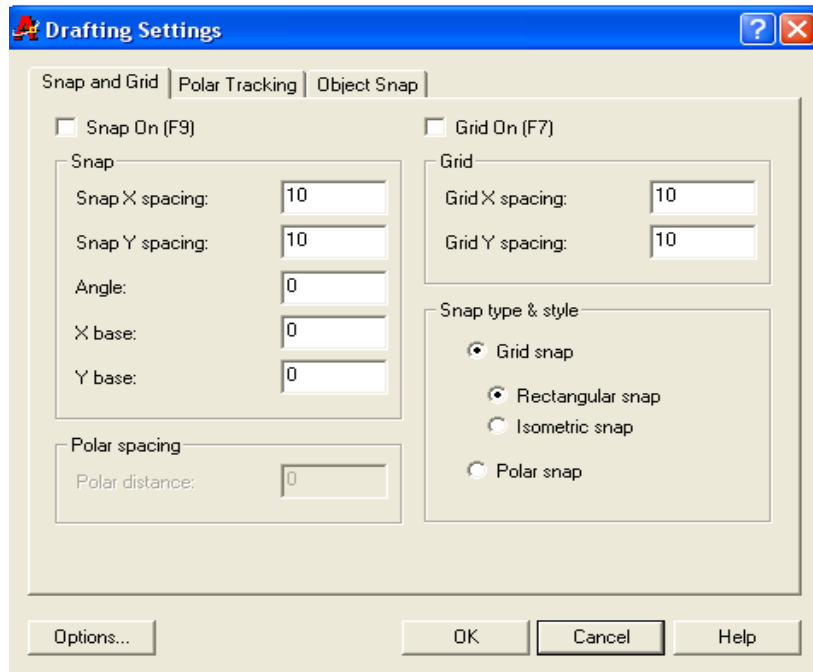 Drafting Settings
Snap and Grid
Polar Tracking
Object Snap
Snap On (F9)
Snap
Snap X spacing: 10
Snap Y spacing: 10
Angle: 0
X base: 0
Y base: 0
Polar spacing
Polar distance: 0
Grid On (F7)
Grid
Grid X spacing: 10
Grid Y spacing: 10
Snap type & style
Grid snap
Rectangular snap
Isometric snap
Polar snap
Options...
OK
Cancel
Help